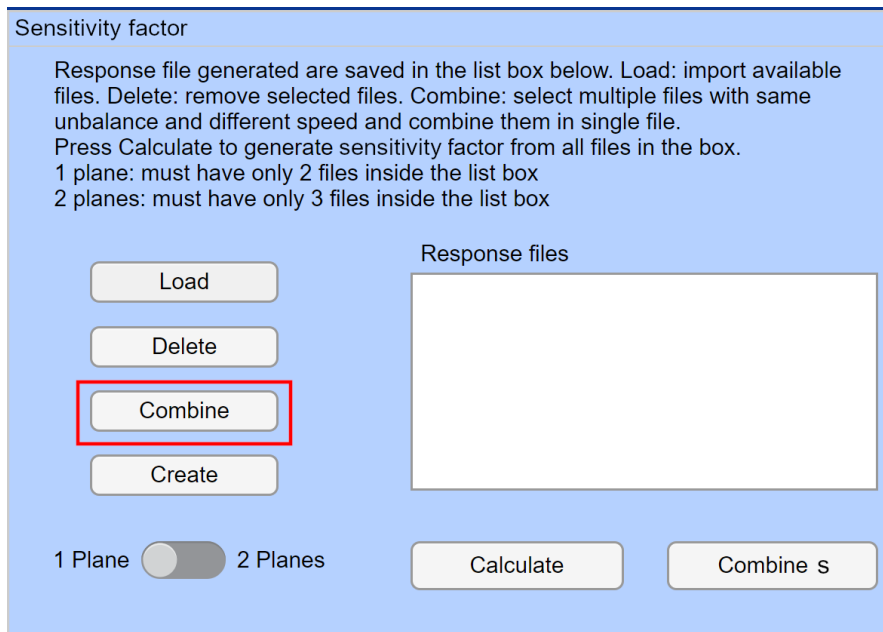 Sensitivity factor
Response file generated are saved in the list box below. Load: import available
files. Delete: remove selected files. Combine: select multiple files with same
unbalance and different speed and combine them in single file.
Press Calculate to generate sensitivity factor from all files in the box.
1 plane: must have only 2 files inside the list box
2 planes: must have only 3 files inside the list box
Response files
Load
Delete
Combine
Create
1 Plane 2 Planes
Calculate
Combine s